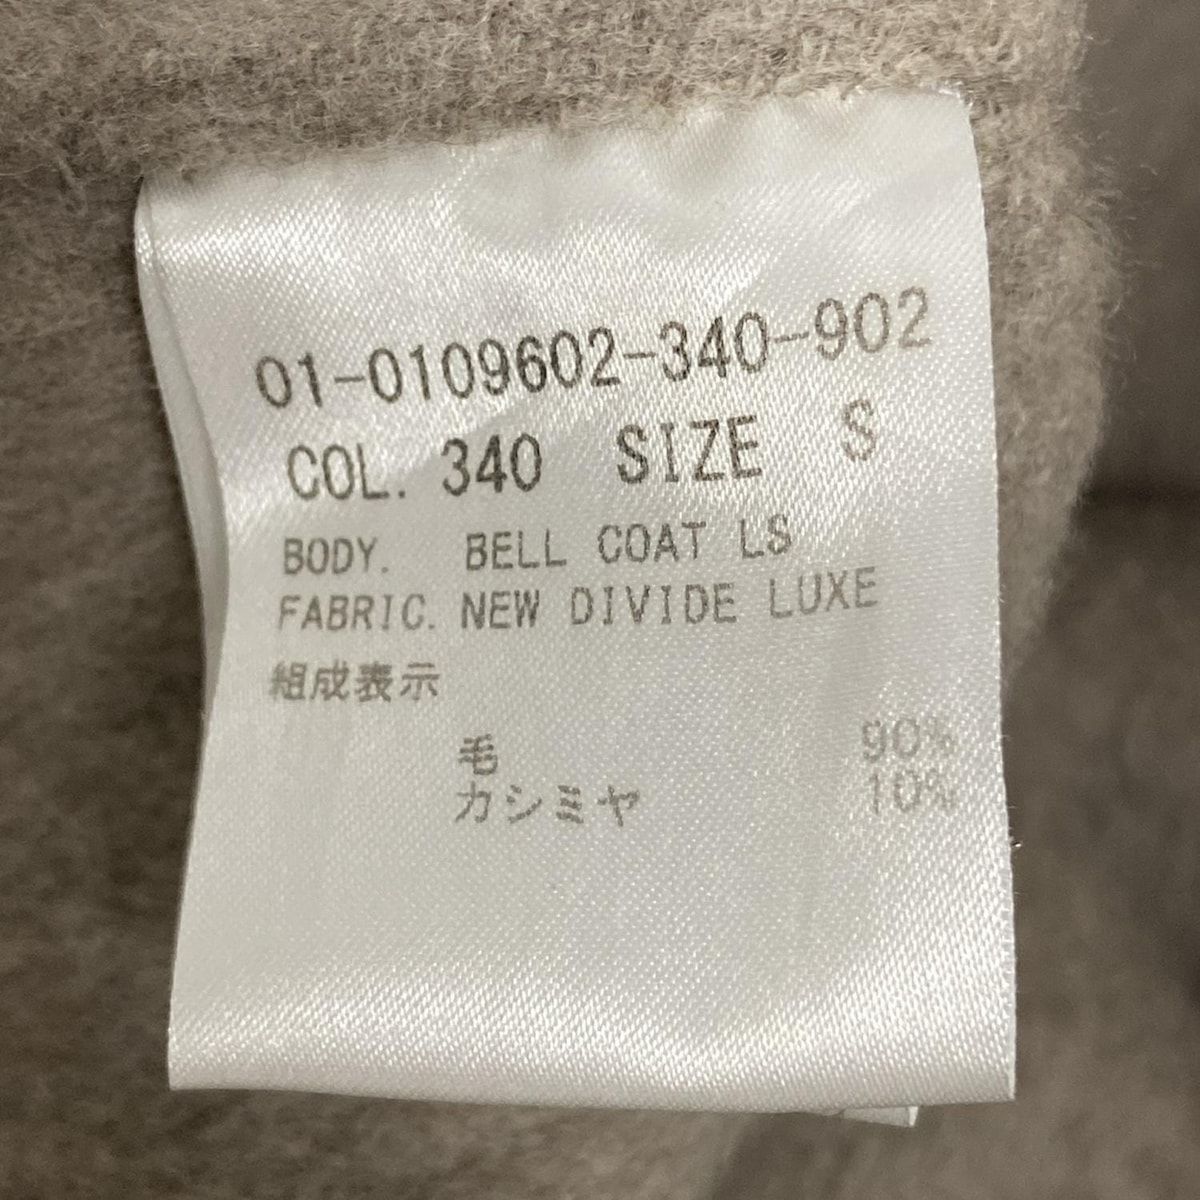 01-0109602-340-902
COL. 340 SIZE S
BODY. BELL COAT LS
FABRIC. NEW DIVIDE LUXE
組成表示
毛 90%
カシミヤ 10%